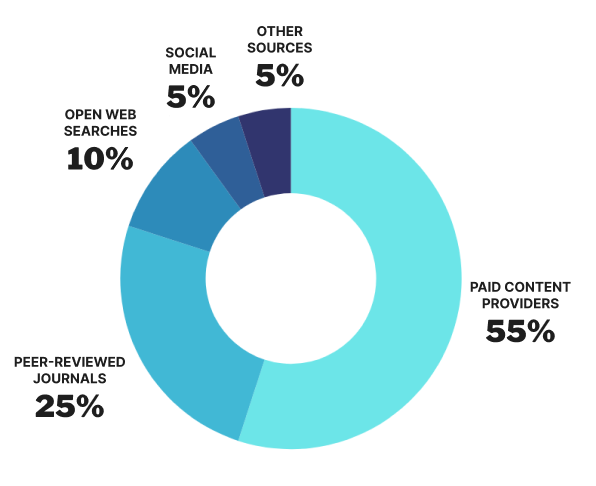 OTHER
SOURCES
5%
SOCIAL
MEDIA
5%
OPEN WEB
SEARCHES
10%
PAID CONTENT
PROVIDERS
55%
PEER-REVIEWED
JOURNALS
25%